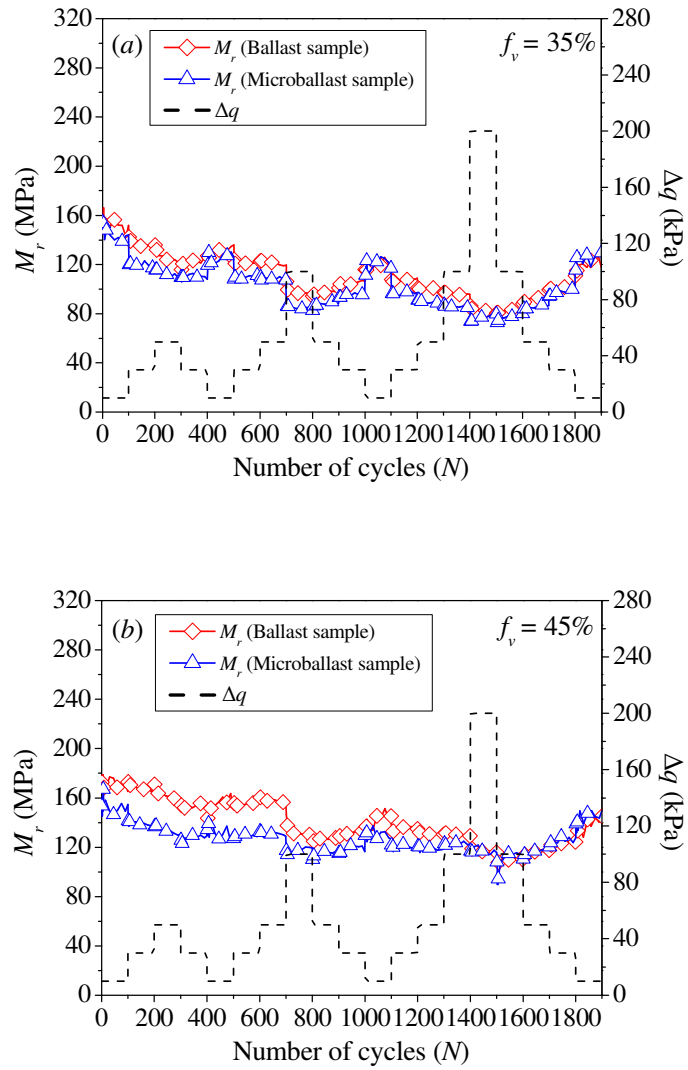 (a)
M_r (Ballast sample)
M_r (Microballast sample)
Δq
f_v = 35%
320
280
240
200
160
120
80
40
0
M_r (MPa)
280
240
200
160
120
80
40
0
Δq (kPa)
0 200 400 600 800 1000 1200 1400 1600 1800
Number of cycles (N)
(b)
M_r (Ballast sample)
M_r (Microballast sample)
Δq
f_v = 45%
320
280
240
200
160
120
80
40
0
M_r (MPa)
280
240
200
160
120
80
40
0
Δq (kPa)
0 200 400 600 800 1000 1200 1400 1600 1800
Number of cycles (N)